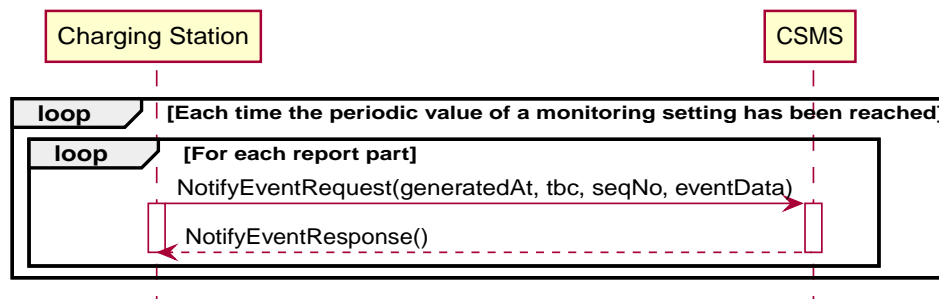 Charging Station
CSMS
loop [Each time the periodic value of a monitoring setting has been reached]
loop [For each report part]
NotifyEventRequest(generatedAt, tbc, seqNo, eventData)
NotifyEventResponse()